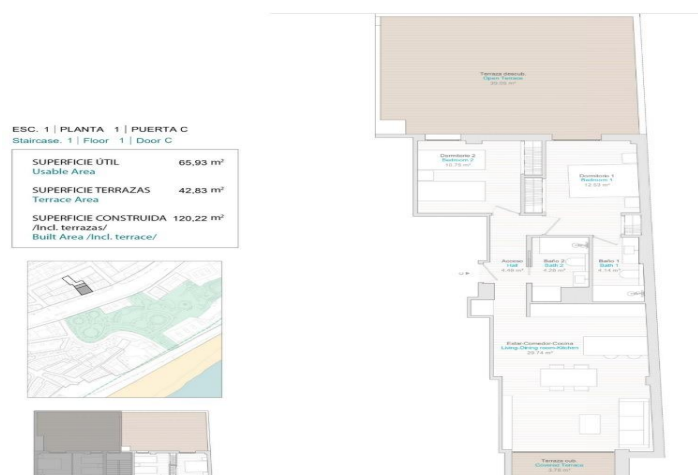 ESC. 1 | PLANTA 1 | PUERTA C
Staircase. 1 | Floor 1 | Door C
SUPERFICIE ÚTIL 65,93 m²
Usable Area
SUPERFICIE TERRAZAS 42,83 m²
Terrace Area
SUPERFICIE CONSTRUIDA 120,22 m²
/Incl. terrazas/
Built Area /Incl. terrace/
Terraza descub.
Open Terrace
Dormitorio 2
Bedroom 2
Dormitorio 1
Bedroom 1
Acceso
Hall
Baño 2
Bath 2
Baño 1
Bath 1
4.14 m²
Estar-Comedor-Cocina
Living-Dining room-Kitchen
Terraza cub.
Covered Terrace